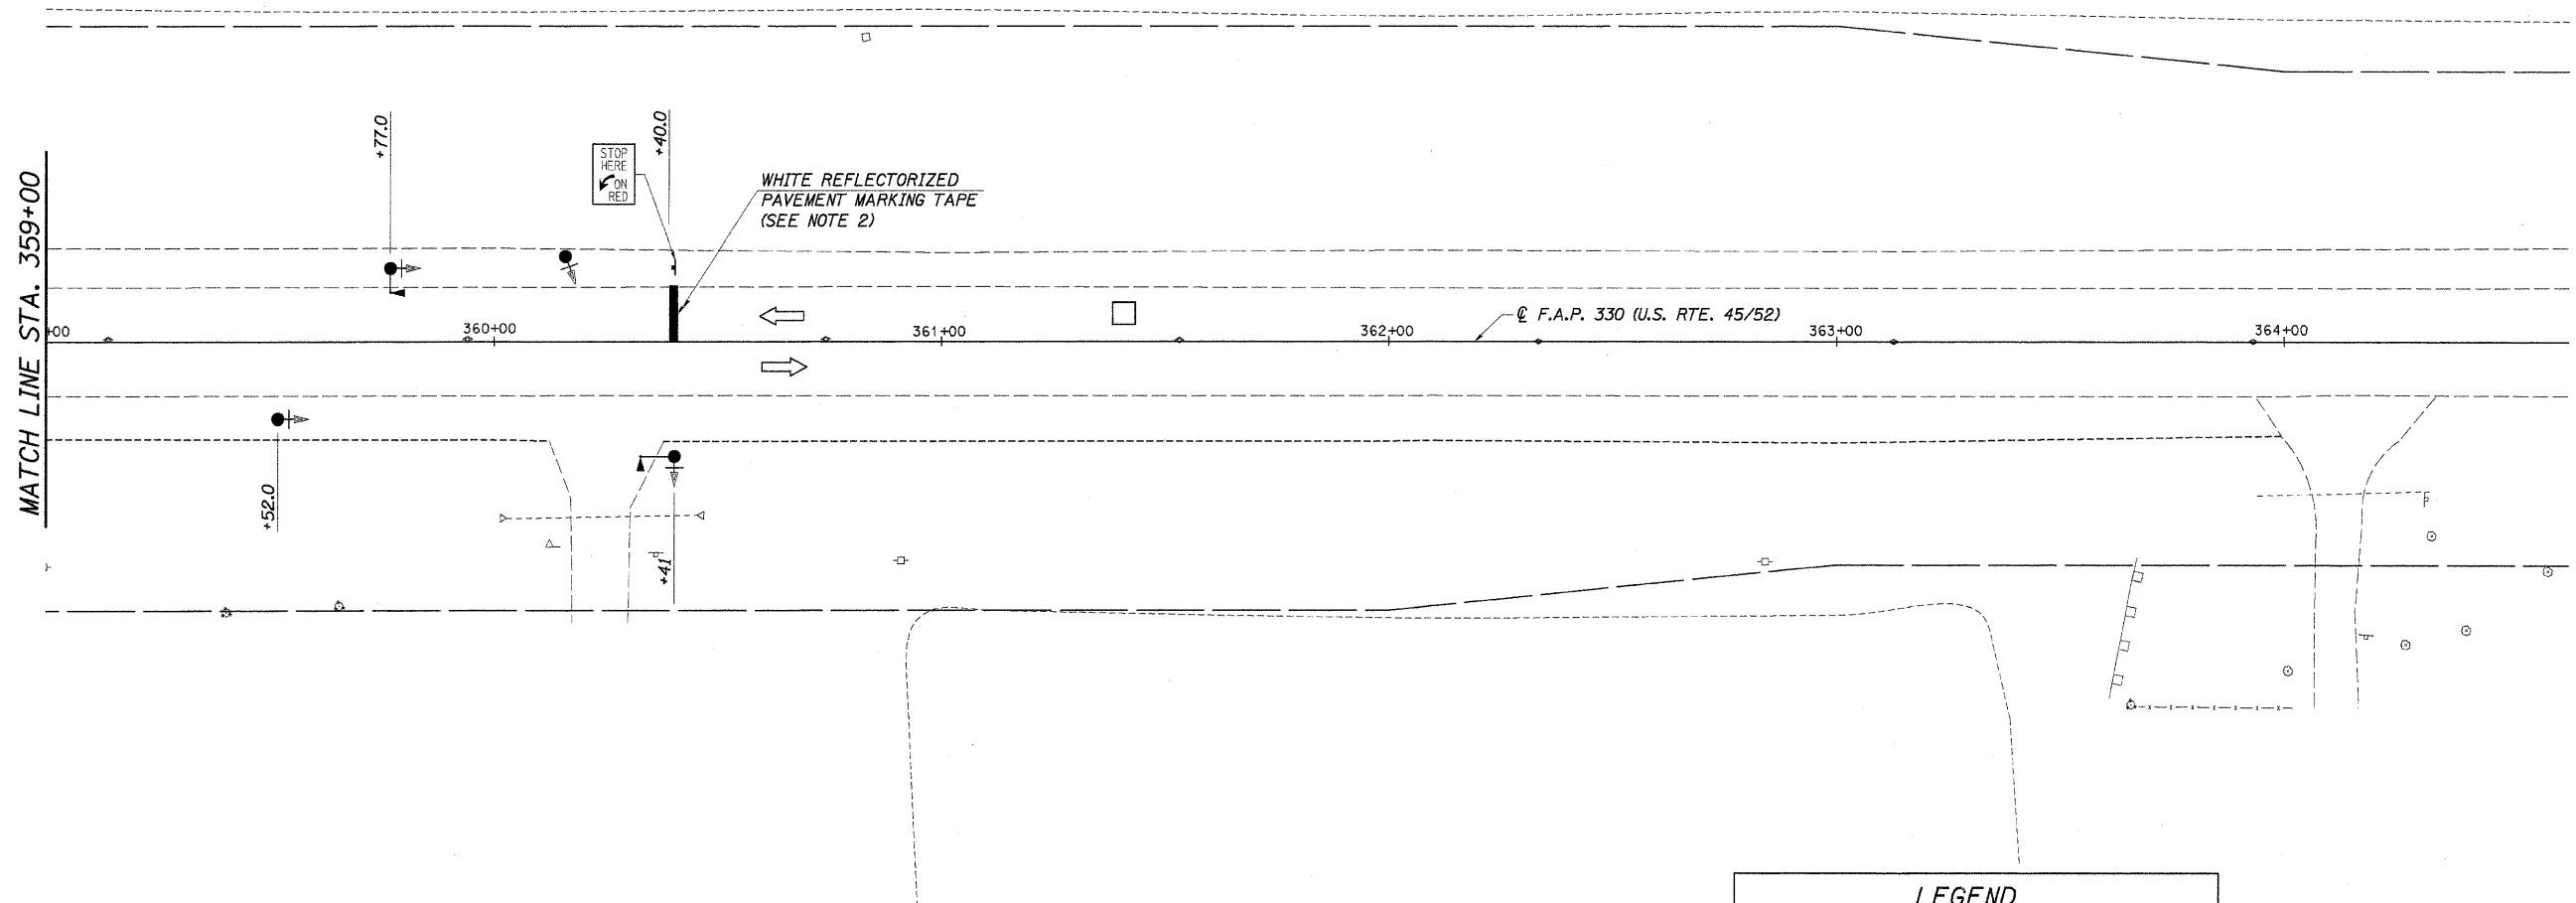 MATCH LINE STA. 359+00
+77.0
STOP
HERE
ON
RED
+40.0
WHITE REFLECTORIZED
PAVEMENT MARKING TAPE
(SEE NOTE 2)
+00
360+00
361+00
362+00
℄ F.A.P. 330 (U.S. RTE. 45/52)
363+00
364+00
+52.0
+41
LEGEND